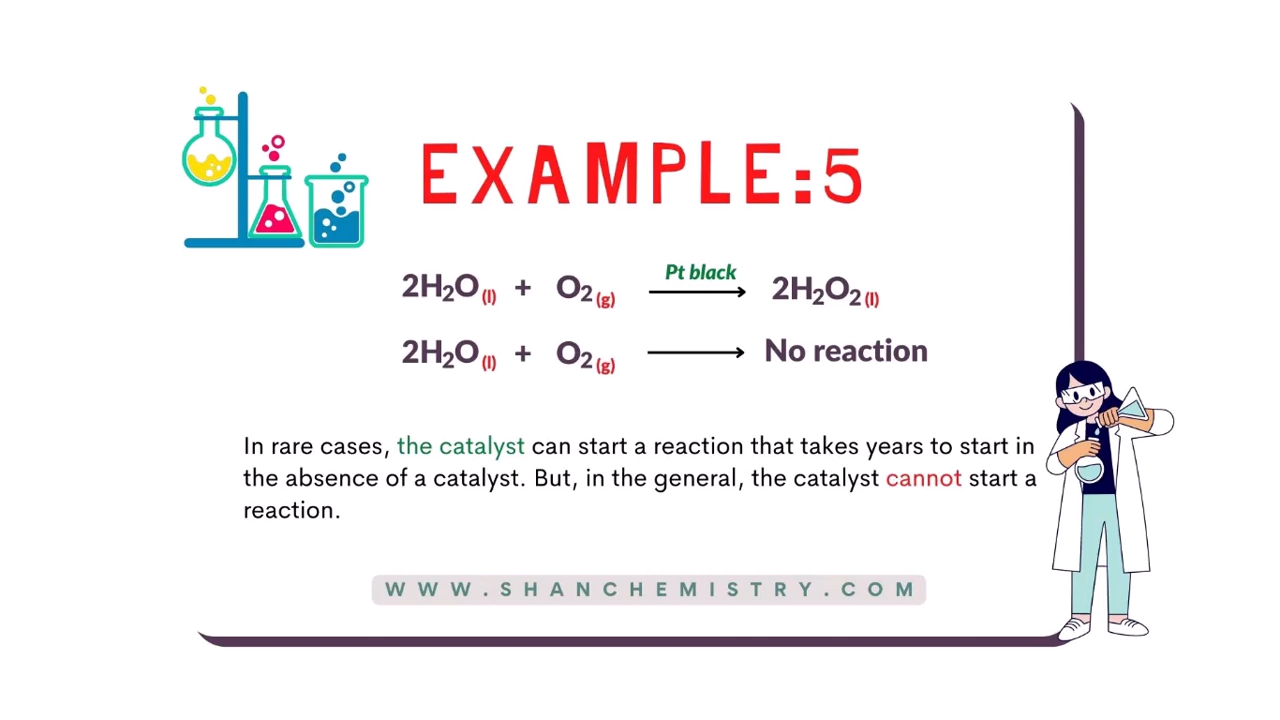 EXAMPLE:5
2H₂O(l) + O₂(g) Pt black ⟶ 2H₂O₂(l)
2H₂O(l) + O₂(g) ⟶ No reaction
In rare cases, the catalyst can start a reaction that takes years to start in
the absence of a catalyst. But, in the general, the catalyst cannot start a
reaction.
WWW.SHANCHEMISTRY.COM